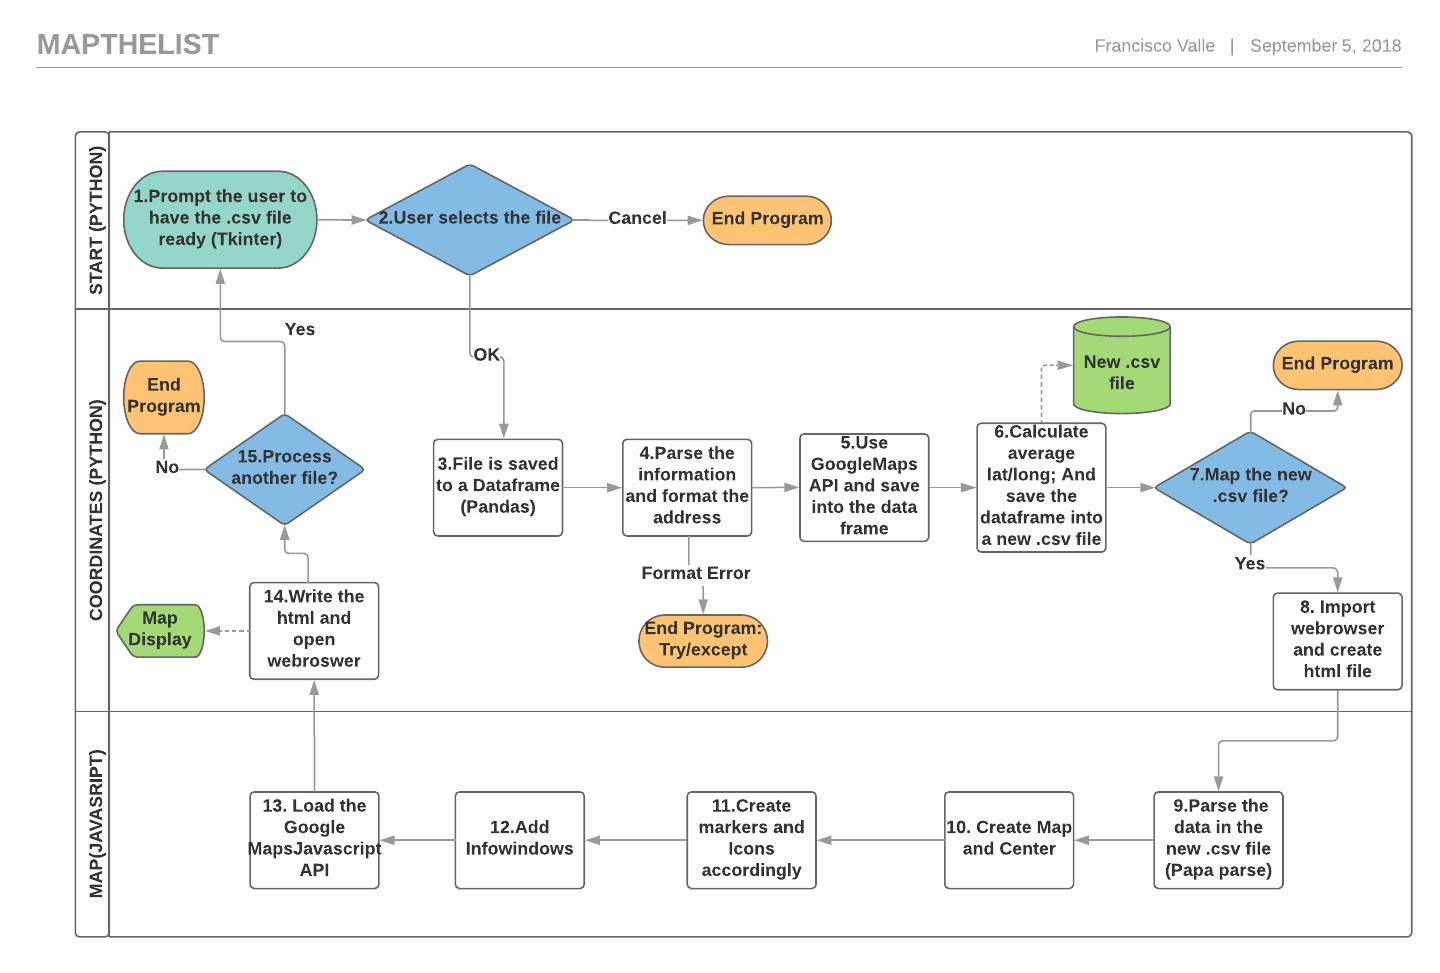 MAPTHELIST
Francisco Valle | September 5, 2018
START (PYTHON)
1.Prompt the user to
have the .csv file
ready (Tkinter)
2.User selects the file
Cancel
End Program
COORDINATES (PYTHON)
Yes
OK
End
Program
No
15.Process
another file?
3.File is saved
to a Dataframe
(Pandas)
4.Parse the
information
and format the
address
Format Error
End Program:
Try/except
5.Use
GoogleMaps
API and save
into the data
frame
6.Calculate
average
lat/long; And
save the
dataframe into
a new .csv file
New .csv
file
7.Map the new
.csv file?
No
End Program
Yes
8. Import
webrowser
and create
html file
14.Write the
html and
open
webroswer
Map
Display
MAP(JAVASRIPT)
9.Parse the
data in the
new .csv file
(Papa parse)
10. Create Map
and Center
11.Create
markers and
Icons
accordingly
12.Add
Infowindows
13. Load the
Google
MapsJavascript
API